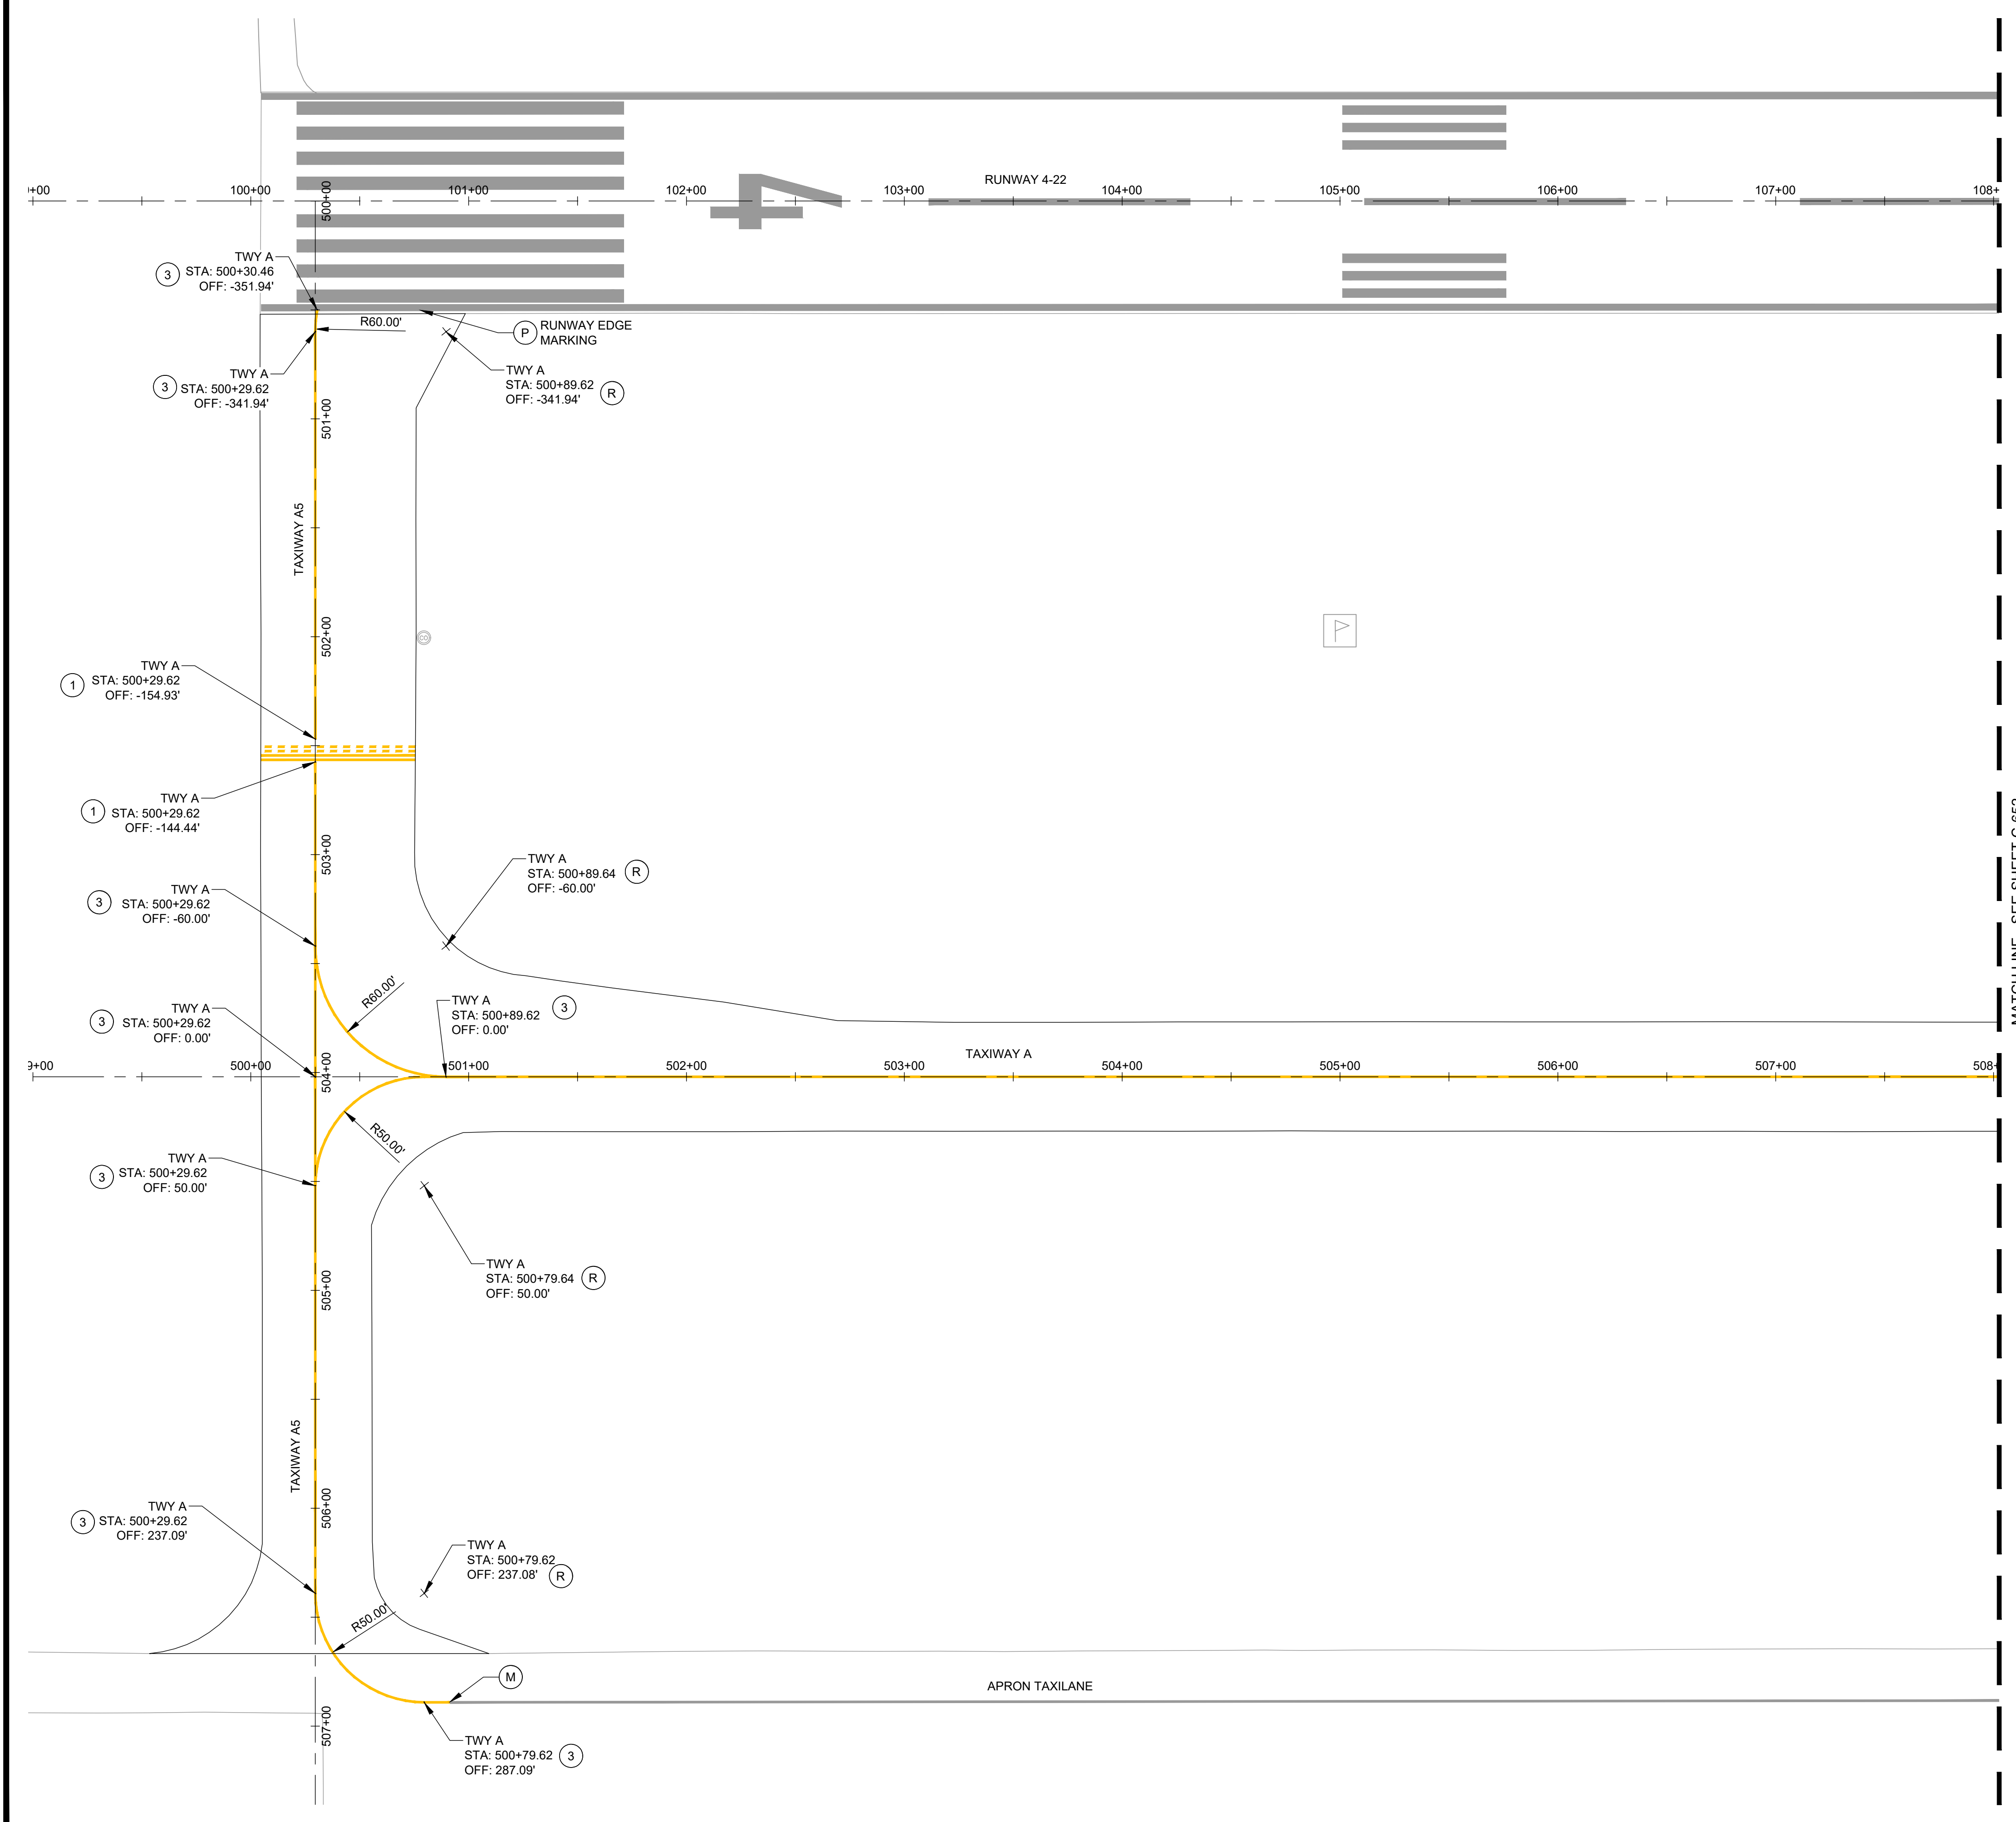 RUNWAY 4-22
+00
100+00
101+00
102+00
103+00
104+00
105+00
106+00
107+00
108+
4
500+00
TWY A
3 STA: 500+30.46
OFF: -351.94'
R60.00'
P RUNWAY EDGE
MARKING
TWY A
3 STA: 500+29.62
OFF: -341.94'
TWY A
STA: 500+89.62 R
OFF: -341.94'
501+00
TAXIWAY A5
502+00
TWY A
1 STA: 500+29.62
OFF: -154.93'
TWY A
1 STA: 500+29.62
OFF: -144.44'
503+00
TWY A
STA: 500+89.64 R
OFF: -60.00'
TWY A
3 STA: 500+29.62
OFF: -60.00'
R60.00'
TWY A
STA: 500+89.62 3
OFF: 0.00'
TWY A
3 STA: 500+29.62
OFF: 0.00'
TAXIWAY A
9+00
500+00
504+00
501+00
502+00
503+00
504+00
505+00
506+00
507+00
508+
R50.00'
TWY A
3 STA: 500+29.62
OFF: 50.00'
TWY A
STA: 500+79.64 R
OFF: 50.00'
505+00
TAXIWAY A5
506+00
TWY A
3 STA: 500+29.62
OFF: 237.09'
TWY A
STA: 500+79.62
OFF: 237.08' R
R50.00'
M
APRON TAXILANE
507+00
TWY A
STA: 500+79.62 3
OFF: 287.09'